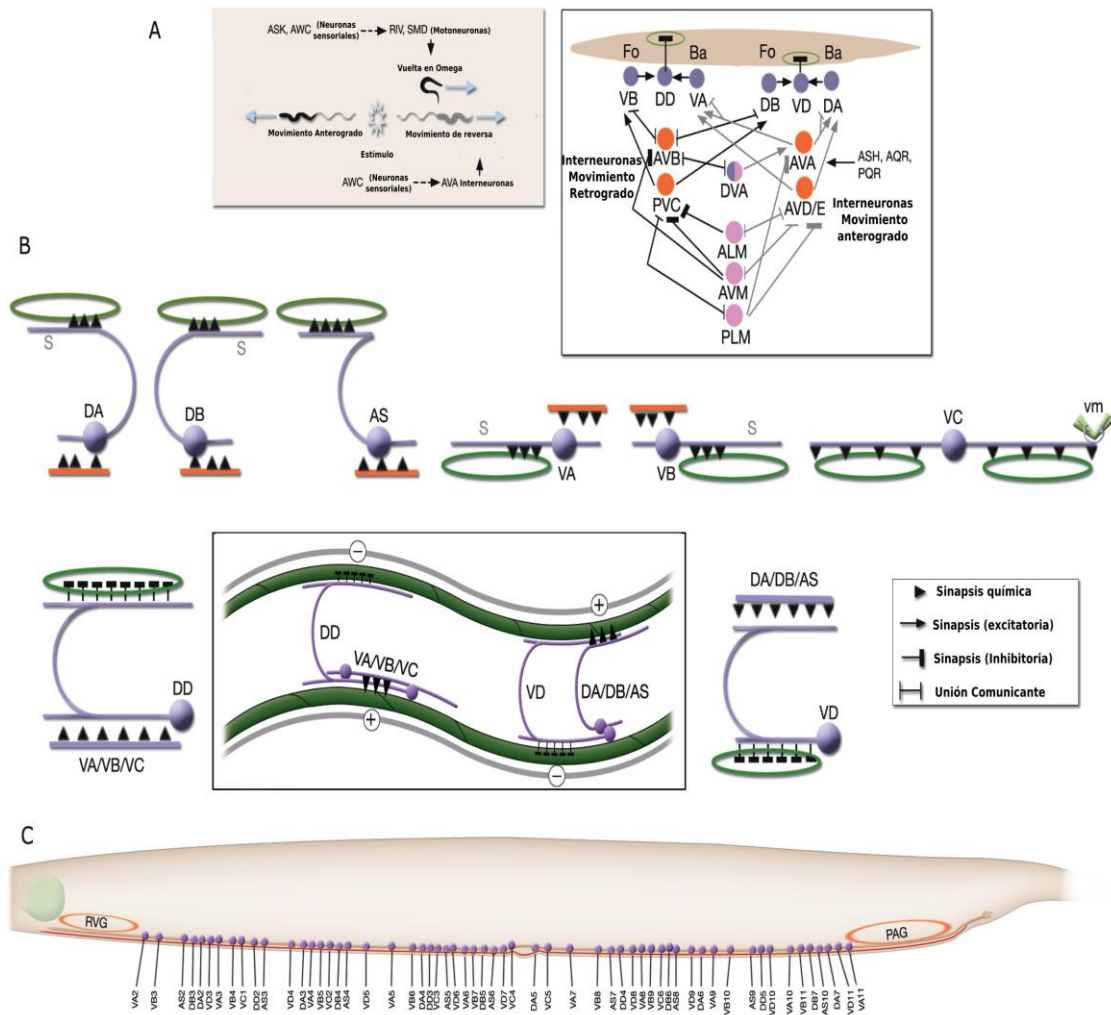 A
ASK, AWC (Neuronas sensoriales)
RIV, SMD (Motoneuronas)
Vuelta en Omega
Movimiento Anterogrado
Movimiento de reversa
Estímulo
AWC (Neuronas sensoriales)
AVA Interneuronas
Fo Ba Fo Ba
VB DD VA DB VD DA
AVB AVA
DVA
ASH, AQR, PQR
Interneuronas Movimiento Retrogrado
PVC AVD/E
Interneuronas Movimiento anterogrado
ALM
AVM
PLM
B
S S
DA DB AS
S S
VA VB VC vm
DD
VA/VB/VC
−
+
DD
VA/VB/VC
VD
DA/DB/AS
+
−
DA/DB/AS
VD
Sinapsis química
Sinapsis (excitatoria)
Sinapsis (Inhibitoria)
Unión Comunicante
C
RVG PAG
VA2 VB3 AS2 DB3 DA2 VD3 VA3 VB4 VC1 DD2 AS3 VD4 DA3 VA4 VB5 VC2 DB4 AS4 VD5 VA5 VB6 DA4 DD3 VC3 AS5 VD6 VA6 VB7 DB5 AS6 VD7 VC4 DA5 VC5 VA7 VB8 AS7 DD4 VD8 VA8 VB9 VC6 DB6 AS8 VD9 DA6 VA9 VB10 AS9 DD5 VD10 VA10 VB11 DB7 AS10 DA7 VD11 VA11